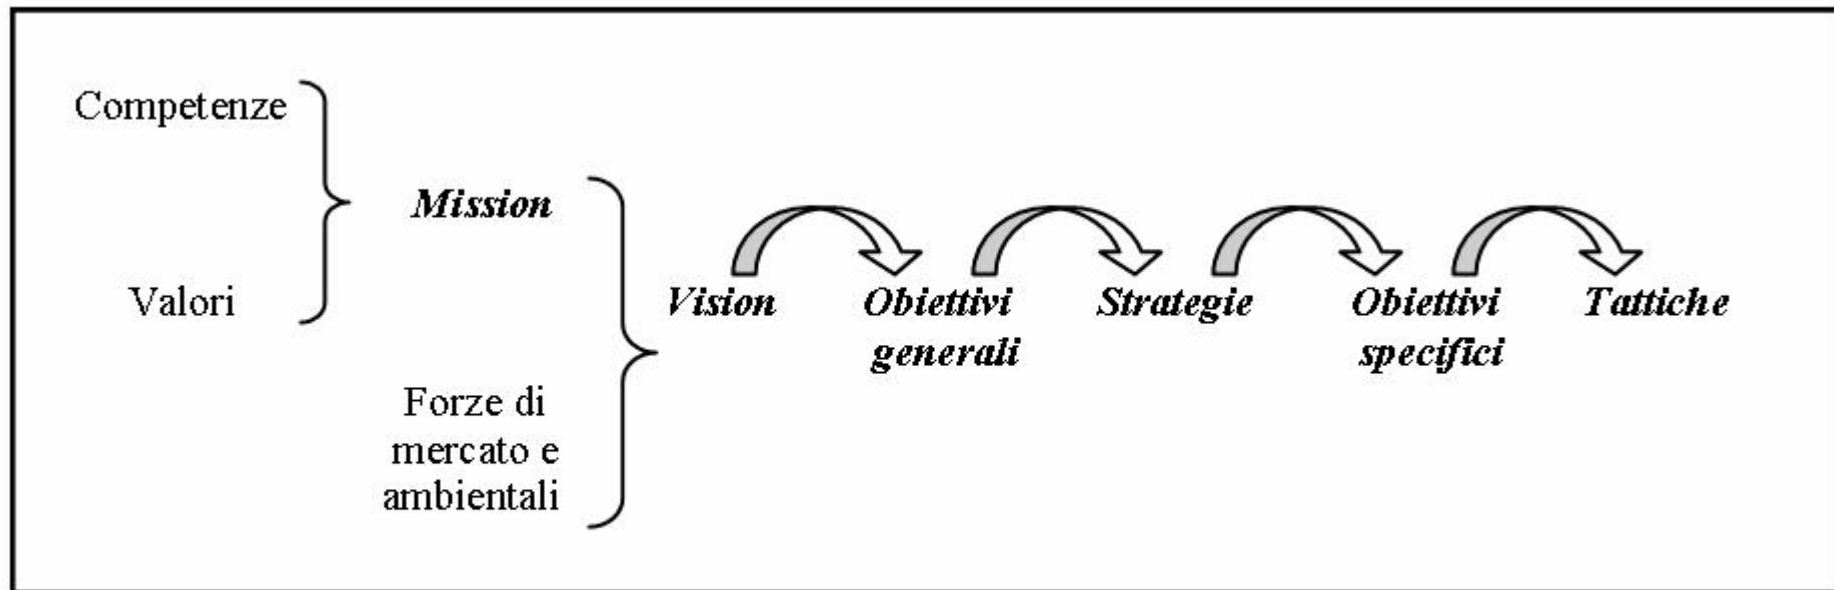 Competenze
Mission
Valori
Vision
Obiettivi
generali
Strategie
Obiettivi
specifici
Tattiche
Forze di
mercato e
ambientali